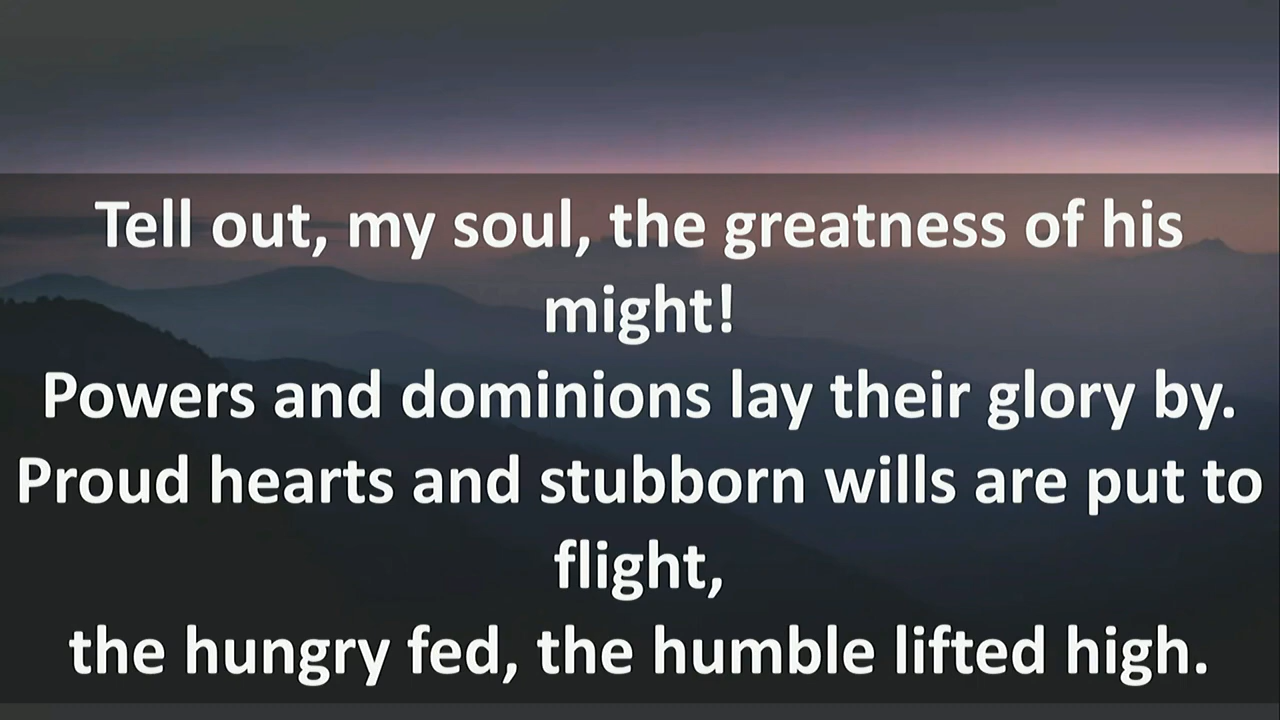 Tell out, my soul, the greatness of his
might!
Powers and dominions lay their glory by.
Proud hearts and stubborn wills are put to
flight,
the hungry fed, the humble lifted high.